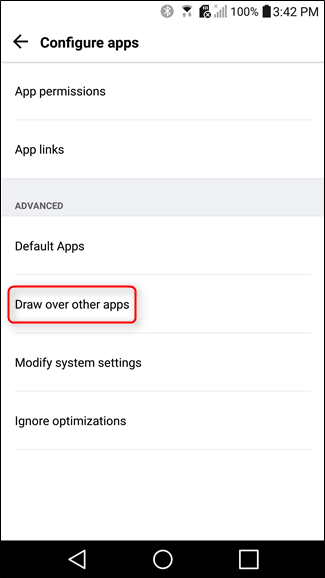 100% 3:42 PM
Configure apps
App permissions
App links
ADVANCED
Default Apps
Draw over other apps
Modify system settings
Ignore optimizations